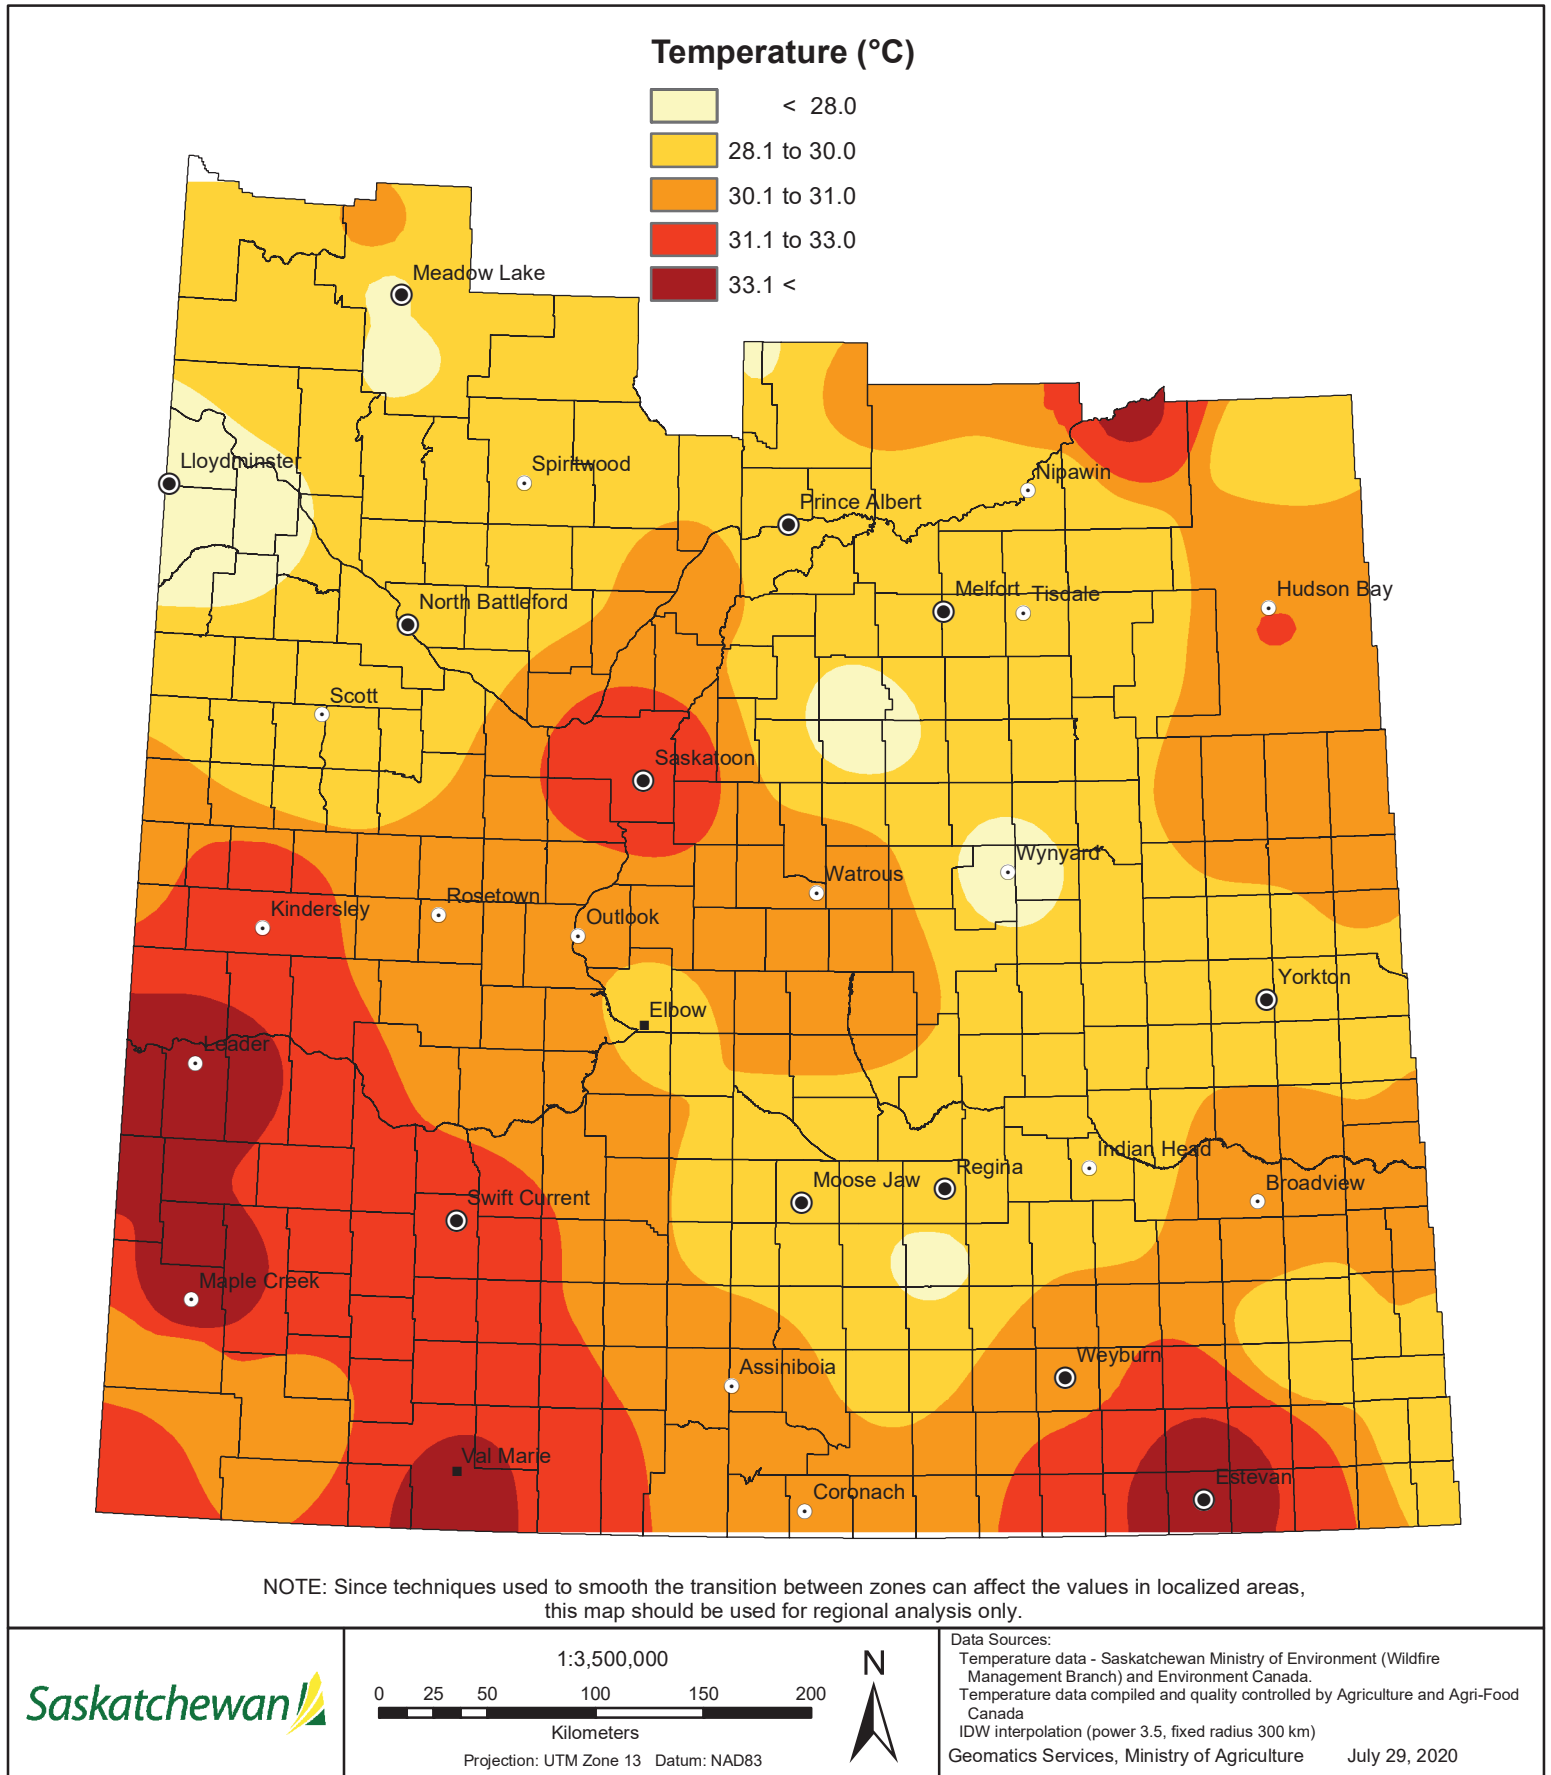 Temperature (°C)
< 28.0
28.1 to 30.0
30.1 to 31.0
31.1 to 33.0
33.1 <
Meadow Lake
Lloydminster
Spiritwood
Nipawin
Prince Albert
North Battleford
Melfort
Tisdale
Hudson Bay
Scott
Saskatoon
Wynyard
Watrous
Rosetown
Kindersley
Outlook
Yorkton
Elbow
Leader
Indian Head
Regina
Moose Jaw
Broadview
Swift Current
Maple Creek
Weyburn
Assiniboia
Val Marie
Estevan
Coronach
NOTE: Since techniques used to smooth the transition between zones can affect the values in localized areas,
this map should be used for regional analysis only.
Saskatchewan
1:3,500,000
0 25 50 100 150 200
Kilometers
Projection: UTM Zone 13 Datum: NAD83
N
Data Sources:
Temperature data - Saskatchewan Ministry of Environment (Wildfire
Management Branch) and Environment Canada.
Temperature data compiled and quality controlled by Agriculture and Agri-Food
Canada
IDW interpolation (power 3.5, fixed radius 300 km)
Geomatics Services, Ministry of Agriculture July 29, 2020